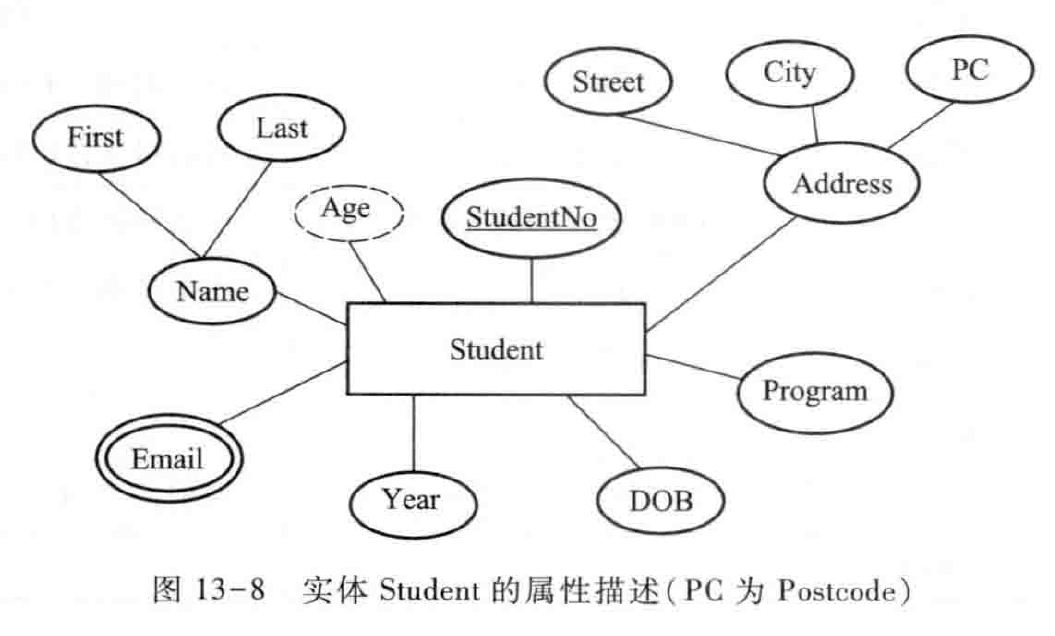 Street
City
PC
First
Last
Address
Age
StudentNo
Name
Student
Program
Email
Year
DOB
图 13-8 实体 Student 的属性描述(PC 为 Postcode)